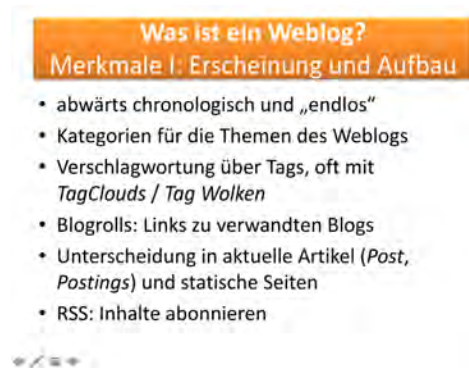 Was ist ein Weblog?
Merkmale I: Erscheinung und Aufbau
• abwärts chronologisch und „endlos“
• Kategorien für die Themen des Weblogs
• Verschlagwortung über Tags, oft mit
TagClouds / Tag Wolken
• Blogrolls: Links zu verwandten Blogs
• Unterscheidung in aktuelle Artikel (Post,
Postings) und statische Seiten
• RSS: Inhalte abonnieren